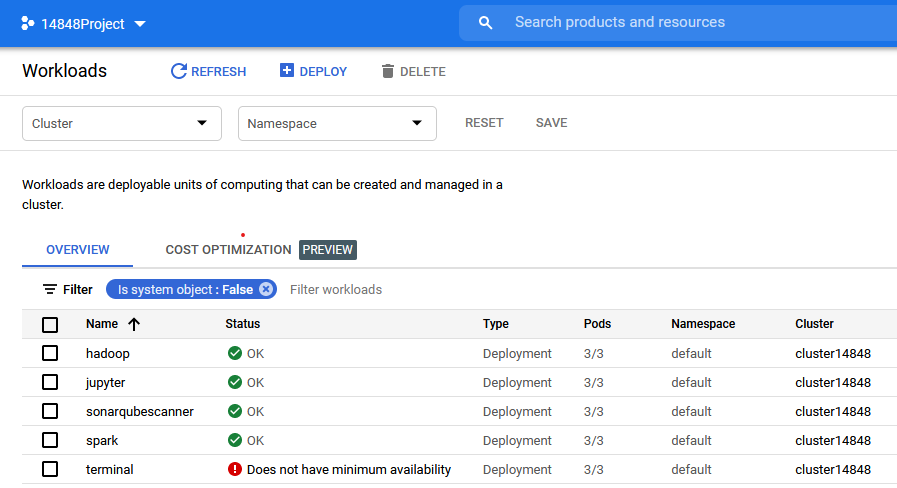 14848Project
Search products and resources
Workloads REFRESH DEPLOY DELETE
Cluster Namespace RESET SAVE
Workloads are deployable units of computing that can be created and managed in a
cluster.
OVERVIEW COST OPTIMIZATION PREVIEW
Filter Is system object : False Filter workloads
Name Status Type Pods Namespace Cluster
hadoop OK Deployment 3/3 default cluster14848
jupyter OK Deployment 3/3 default cluster14848
sonarqubescanner OK Deployment 3/3 default cluster14848
spark OK Deployment 3/3 default cluster14848
terminal Does not have minimum availability Deployment 3/3 default cluster14848